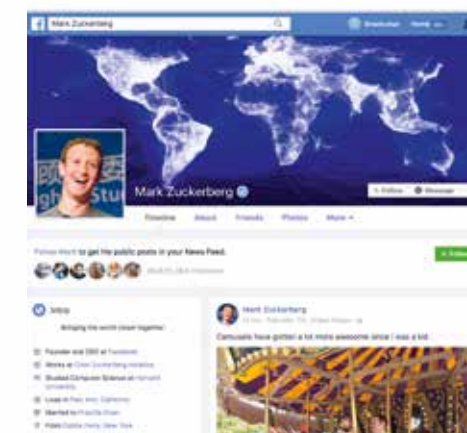 Mark Zuckerberg
Home
Mark Zuckerberg
Follow
Message
Timeline About Friends Photos More
Follow Mark to get his public posts in your News Feed.
Intro
Bringing the world closer together.
Founder and CEO at Facebook
Works at Chan Zuckerberg Initiative
Studied Computer Science at Harvard
University
Lives in Palo Alto, California
Married to Priscilla Chan
From Dobbs Ferry, New York
Mark Zuckerberg
Carousels have gotten a lot more awesome since I was a kid.